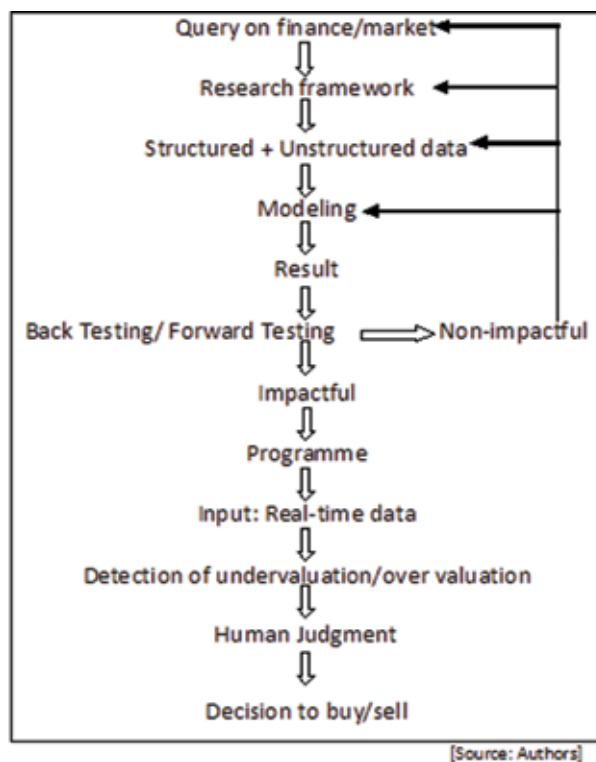 Query on finance/market
Research framework
Structured + Unstructured data
Modeling
Result
Back Testing/ Forward Testing
Non-impactful
Impactful
Programme
Input: Real-time data
Detection of undervaluation/over valuation
Human Judgment
Decision to buy/sell
[Source: Authors]